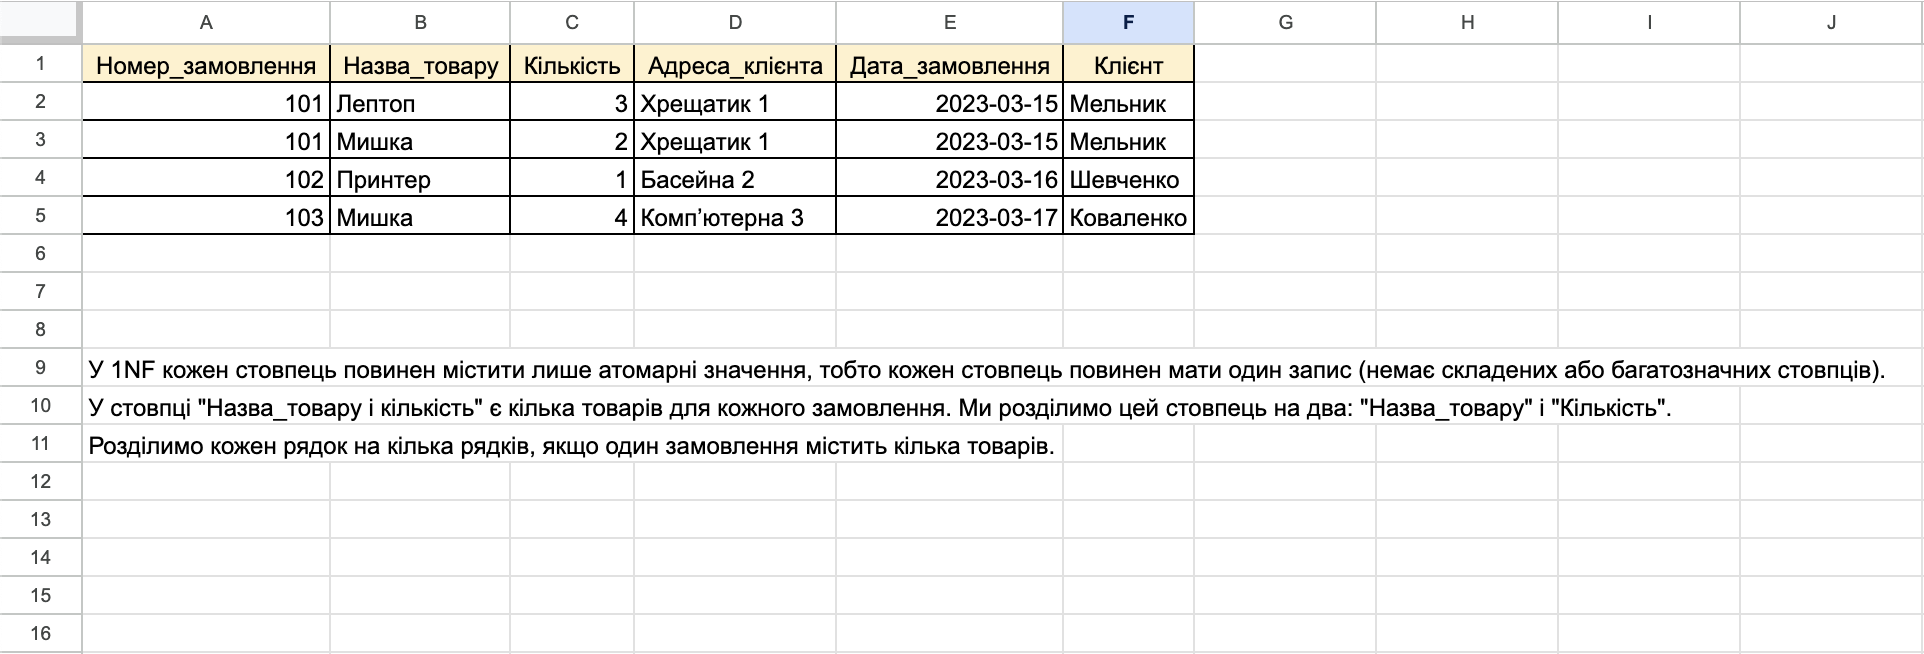 A B C D E F G H I J
1 Номер_замовлення Назва_товару Кількість Адреса_клієнта Дата_замовлення Клієнт
2 101 Лептоп 3 Хрещатик 1 2023-03-15 Мельник
3 101 Мишка 2 Хрещатик 1 2023-03-15 Мельник
4 102 Принтер 1 Басейна 2 2023-03-16 Шевченко
5 103 Мишка 4 Комп’ютерна 3 2023-03-17 Коваленко
6
7
8
9 У 1NF кожен стовпець повинен містити лише атомарні значення, тобто кожен стовпець повинен мати один запис (немає складених або багатозначних стовпців).
10 У стовпці "Назва_товару і кількість" є кілька товарів для кожного замовлення. Ми розділимо цей стовпець на два: "Назва_товару" і "Кількість".
11 Розділимо кожен рядок на кілька рядків, якщо один замовлення містить кілька товарів.
12
13
14
15
16